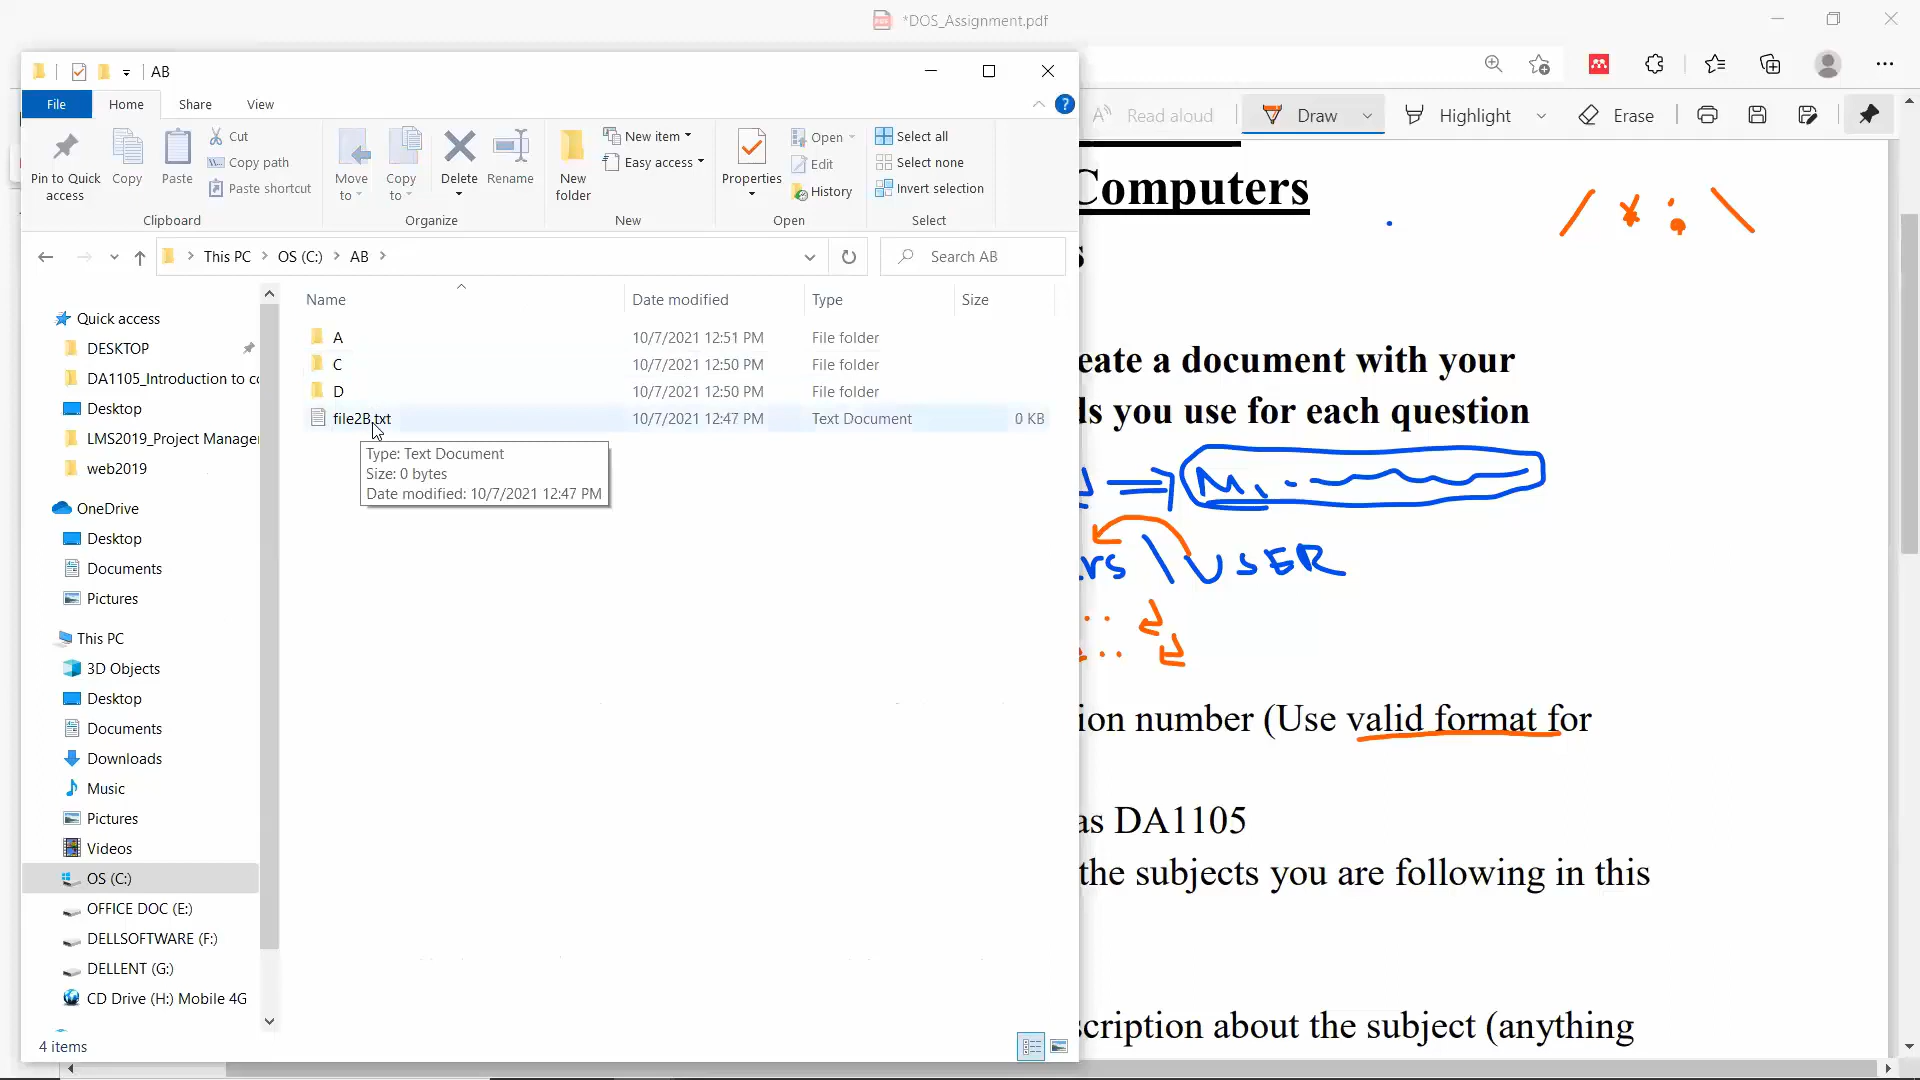 *DOS_Assignment.pdf
AB
File
Home
Share
View
?
Pin to Quick access
Copy
Paste
Cut
Copy path
Paste shortcut
Clipboard
Move to
Copy to
Delete
Rename
Organize
New folder
New item
Easy access
New
Properties
Open
Edit
History
Open
Select all
Select none
Invert selection
Select
This PC > OS (C:) > AB >
Search AB
Name Date modified Type Size
A 10/7/2021 12:51 PM File folder
C 10/7/2021 12:50 PM File folder
D 10/7/2021 12:50 PM File folder
file2B.txt 10/7/2021 12:47 PM Text Document 0 KB
Type: Text Document
Size: 0 bytes
Date modified: 10/7/2021 12:47 PM
Quick access
DESKTOP
DA1105_Introduction to co
Desktop
LMS2019_Project Manager
web2019
OneDrive
Desktop
Documents
Pictures
This PC
3D Objects
Desktop
Documents
Downloads
Music
Pictures
Videos
OS (C:)
OFFICE DOC (E:)
DELLSOFTWARE (F:)
DELLENT (G:)
CD Drive (H:) Mobile 4G
4 items
Read aloud
Draw
Highlight
Erase
Computers
/ * : \
s
eate a document with your
ds you use for each question
rs \ USER
ion number (Use valid format for
as DA1105
the subjects you are following in this
scription about the subject (anything